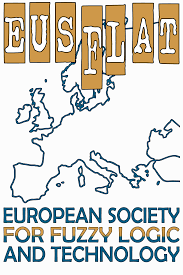 EUSFLAT
EUROPEAN SOCIETY
FOR FUZZY LOGIC
AND TECHNOLOGY